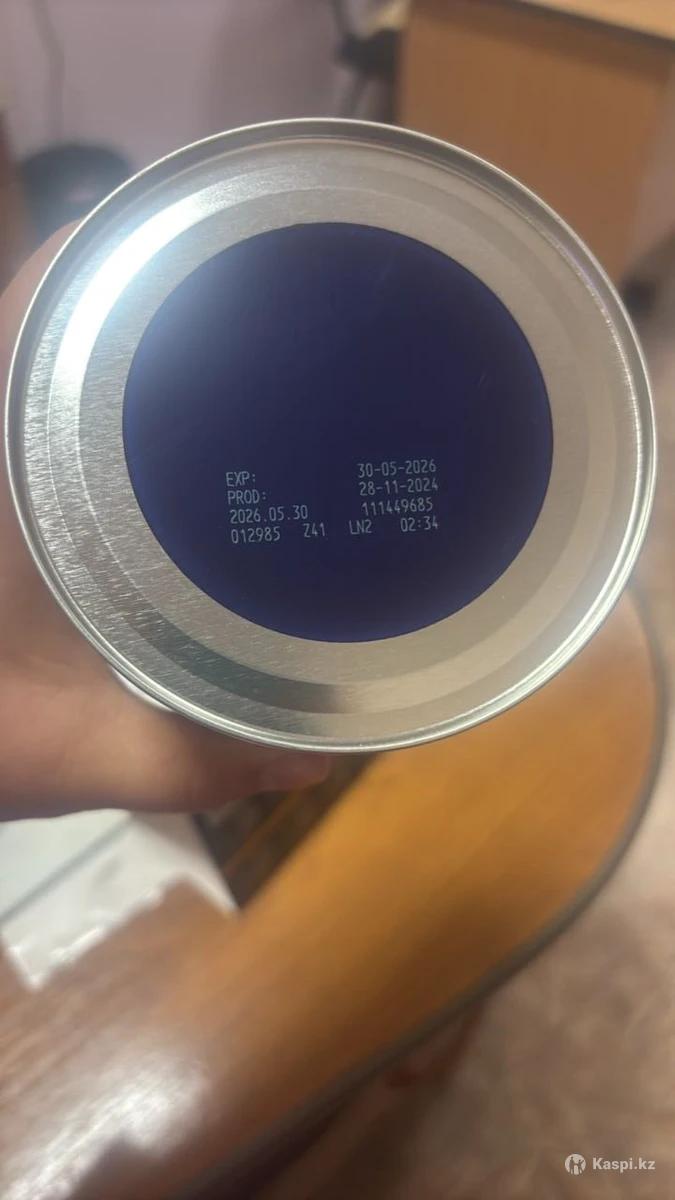 EXP: 30-05-2026
PROD: 28-11-2024
2026.05.30 111449685
012985 Z41 LN2 02:34
Kaspi.kz